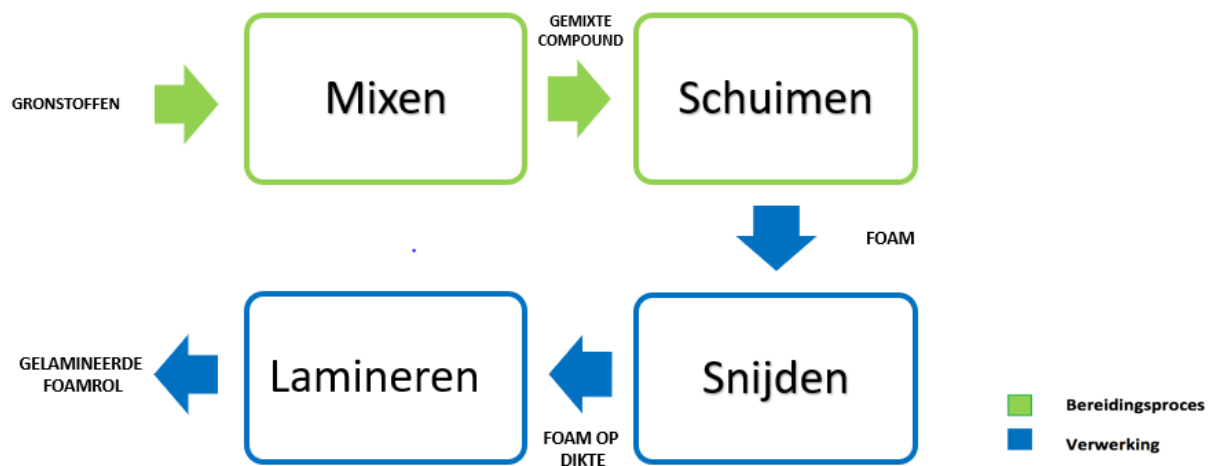 GRONSTOFFEN
Mixen
GEMIXTE
COMPOUND
Schuimen
FOAM
Snijden
FOAM OP
DIKTE
Lamineren
GELAMINEERDE
FOAMROL
Bereidingsproces
Verwerking